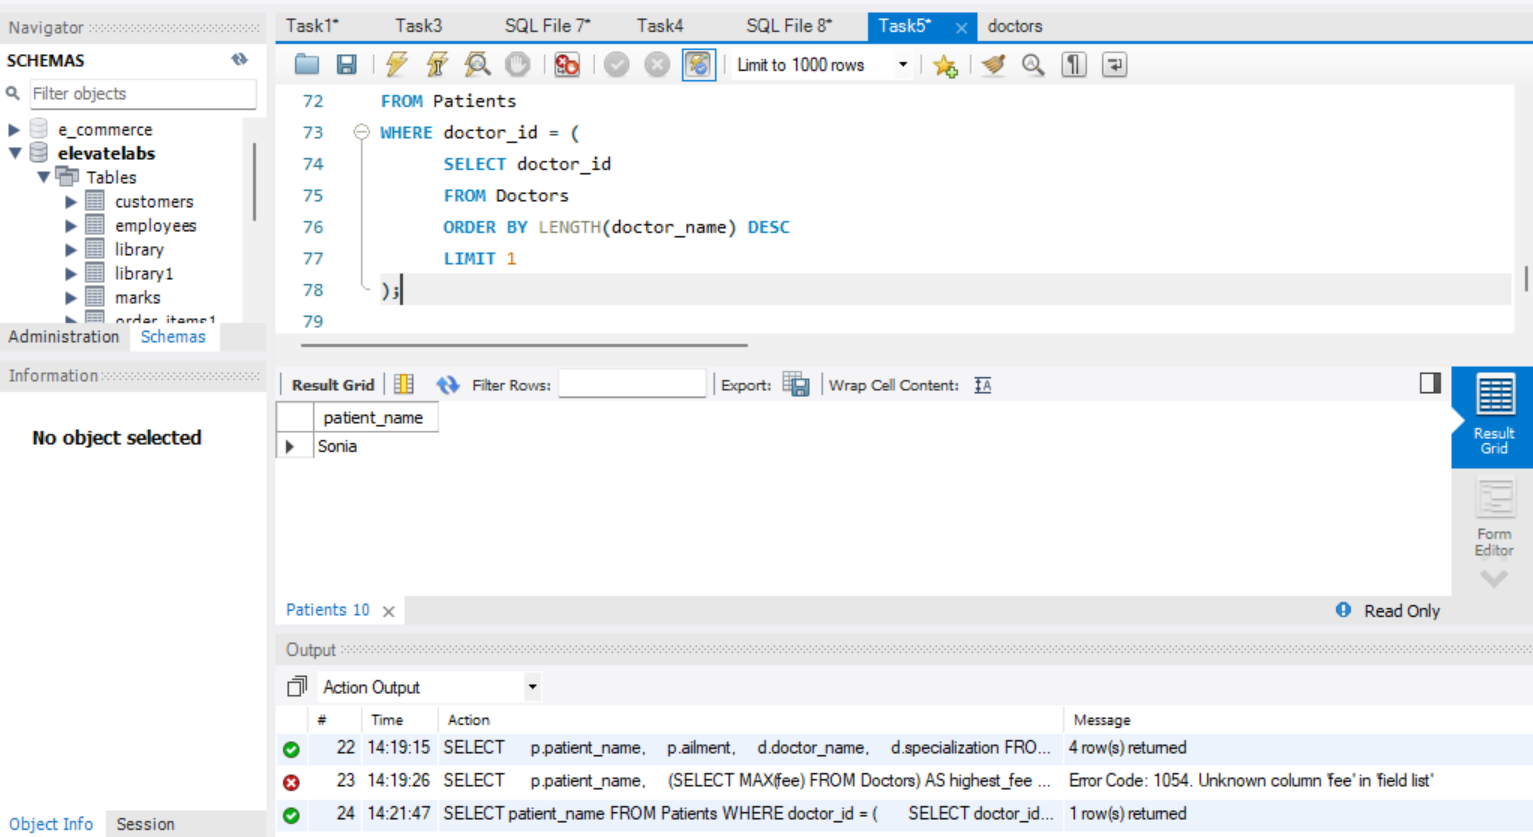 Navigator
SCHEMAS
Filter objects
e_commerce
elevatelabs
Tables
customers
employees
library
library1
marks
order_items1
Administration Schemas
Information
No object selected
Object Info Session
Task1* Task3 SQL File 7* Task4 SQL File 8* Task5* doctors
Limit to 1000 rows
72 FROM Patients
73 WHERE doctor_id = (
74 SELECT doctor_id
75 FROM Doctors
76 ORDER BY LENGTH(doctor_name) DESC
77 LIMIT 1
78 );
79
Result Grid Filter Rows: Export: Wrap Cell Content:
patient_name
Sonia
Result
Grid
Form
Editor
Patients 10 Read Only
Output
Action Output
# Time Action Message
22 14:19:15 SELECT p.patient_name, p.ailment, d.doctor_name, d.specialization FRO... 4 row(s) returned
23 14:19:26 SELECT p.patient_name, (SELECT MAX(fee) FROM Doctors) AS highest_fee ... Error Code: 1054. Unknown column 'fee' in 'field list'
24 14:21:47 SELECT patient_name FROM Patients WHERE doctor_id = ( SELECT doctor_id... 1 row(s) returned